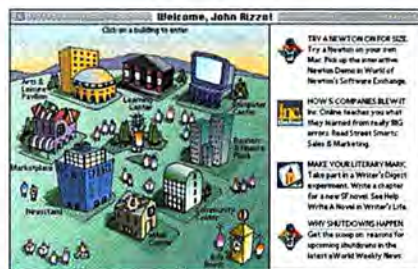 Welcome, John Rizzo!
Click on a building to enter
Arts &
Leisure
Pavilion
Learning
Center
Computer
Center
Business
Marketplace
Newsstand
Community
Center
TRY A NEWTON ON FOR SIZE
Try a Newton on your own
Mac. Pick up the interactive
Newton Demo in World of
Newton's Software Exchange.
HOW 5 COMPANIES BLEW IT
Inc. Online teaches you what
they learned from really BIG
errors. Read Street Smarts:
Sales & Marketing.
MAKE YOUR LITERARY MARK
Take part in a Writer's Digest
experiment. Write a chapter
for a new SF novel. See Help
Write A Novel in Writer's Life.
WHY SHUTDOWNS HAPPEN
Get the scoop on reasons for
upcoming shutdowns in the
latest eWorld Weekly News